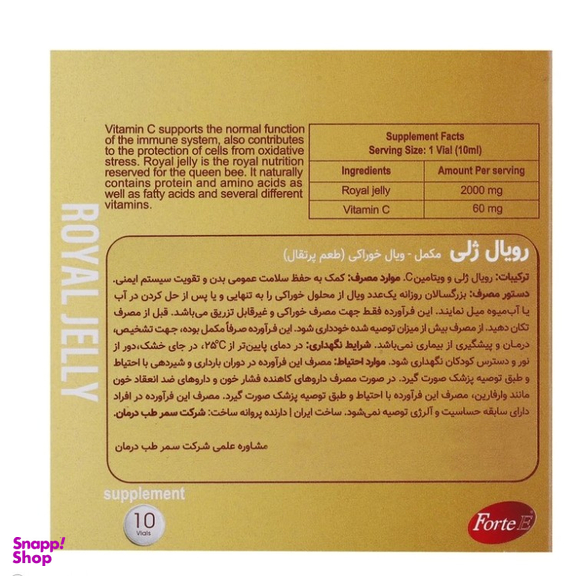 Vitamin C supports the normal function
of the immune system, also contributes
to the protection of cells from oxidative
stress. Royal jelly is the royal nutrition
reserved for the queen bee. It naturally
contains protein and amino acids as
well as fatty acids and several different
vitamins.
Supplement Facts
Serving Size: 1 Vial (10ml)
Ingredients Amount Per serving
Royal jelly 2000 mg
Vitamin C 60 mg
ROYAL JELLY
رویال ژلی مکمل - ویال خوراکی (طعم پرتقال)
ترکیبات: رویال ژلی و ویتامین C. موارد مصرف: کمک به حفظ سلامت عمومی بدن و تقویت سیستم ایمنی.
دستور مصرف: بزرگسالان روزانه یک‌عدد ویال از محلول خوراکی را به تنهایی و یا پس از حل کردن در آب
یا آب‌میوه میل نمایند. این فرآورده فقط جهت مصرف خوراکی و غیرقابل تزریق می‌باشد. قبل از مصرف
تکان دهید. از مصرف بیش از میزان توصیه شده خودداری شود. این فرآورده صرفاً مکمل بوده، جهت تشخیص،
درمان و پیشگیری از بیماری نمی‌باشد. شرایط نگهداری: در دمای پایین‌تر از ۲۵°C، در جای خشک، دور از
نور و دسترس کودکان نگهداری شود. موارد احتیاط: مصرف این فرآورده در دوران بارداری و شیردهی با احتیاط
و طبق توصیه پزشک صورت گیرد. در صورت مصرف داروهای کاهنده فشار خون و داروهای ضد انعقاد خون
مانند وارفارین، مصرف این فرآورده با احتیاط و طبق توصیه پزشک صورت گیرد. مصرف این فرآورده در افراد
دارای سابقه حساسیت و آلرژی توصیه نمی‌شود. ساخت ایران | دارنده پروانه ساخت: شرکت سمر طب درمان.
مشاوره علمی شرکت سمر طب درمان
supplement
10
Vials
Forte E
Snapp!
Shop